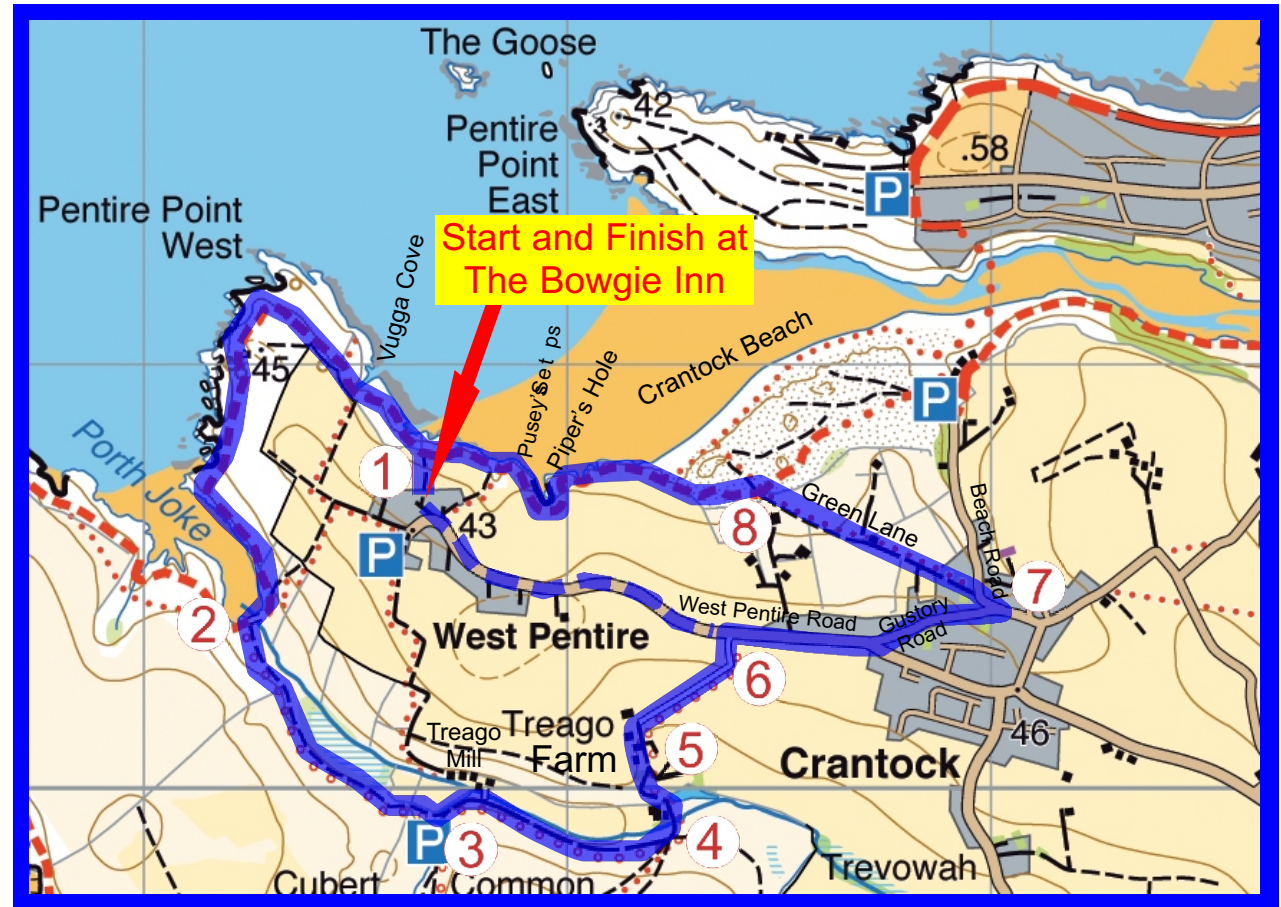 The Goose
42
Pentire
Point
East
.58
P
Pentire Point
West
Start and Finish at
The Bowgie Inn
Vugga Cove
Pusey's
Piper's Hole
Crantock Beach
45
P
Porth Joke
1
43
8
Green Lane
Beach Road
P
7
2
West Pentire Road
Gustory
Road
West Pentire
6
Treago
Mill
Treago
Farm
5
46
Crantock
P
3
4
Trevowah
Cubert
Common